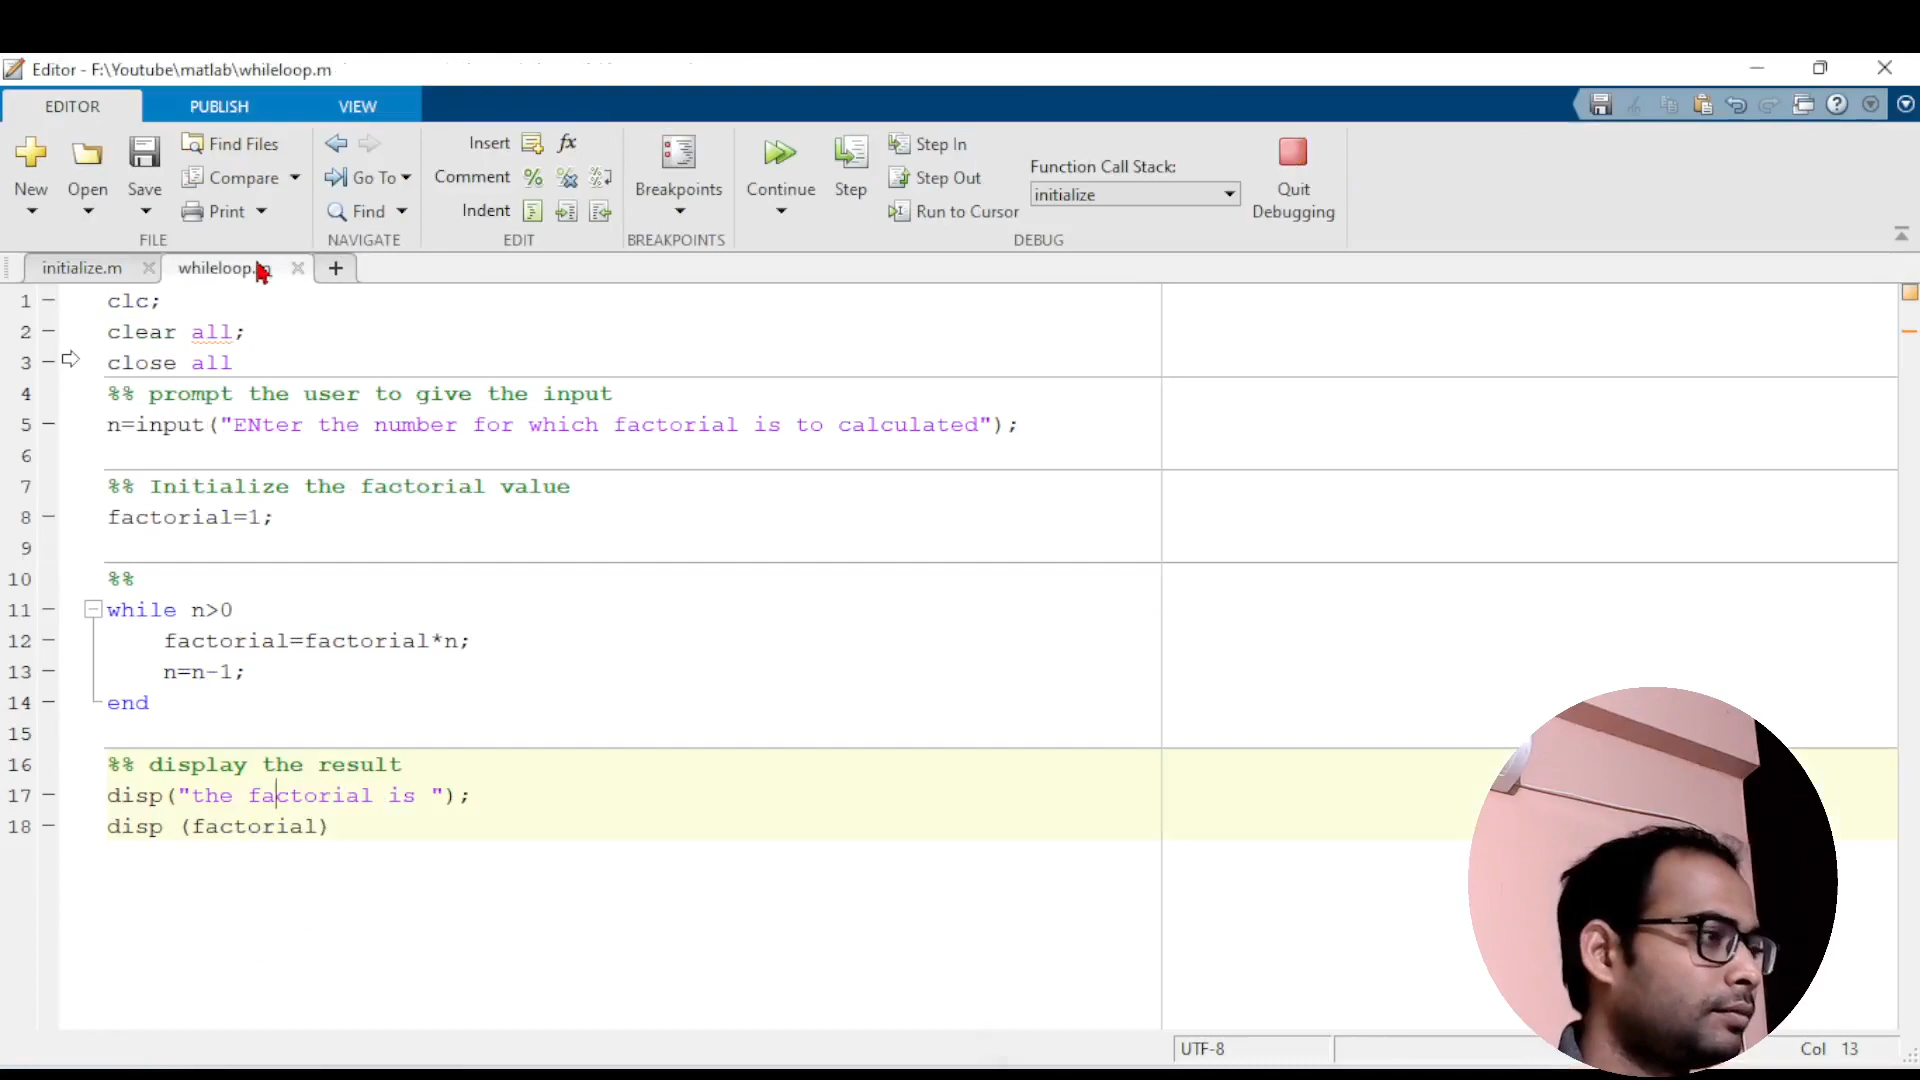 Editor - F:\Youtube\matlab\whileloop.m
EDITOR PUBLISH VIEW
New Open Save Find Files Compare Print
FILE
Go To Find
NAVIGATE
Insert fx
Comment %
Indent
EDIT
Breakpoints
BREAKPOINTS
Continue Step Step In Step Out Run to Cursor
Function Call Stack:
initialize
Quit Debugging
DEBUG
initialize.m whileloop. +
1 clc;
2 clear all;
3 close all
4 %% prompt the user to give the input
5 n=input("ENter the number for which factorial is to calculated");
6
7 %% Initialize the factorial value
8 factorial=1;
9
10 %%
11 while n>0
12 factorial=factorial*n;
13 n=n-1;
14 end
15
16 %% display the result
17 disp("the factorial is ");
18 disp (factorial)
UTF-8 Col 13